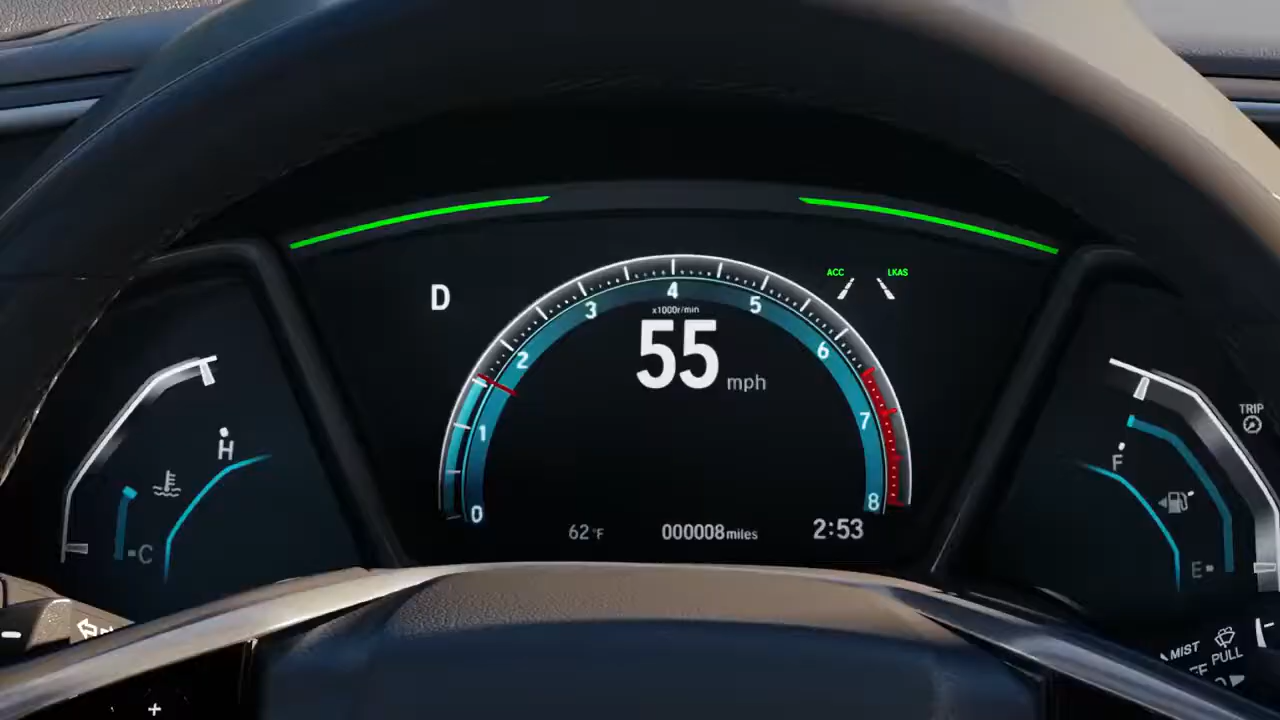 ACC LKAS
D
0 1 2 3 4 5 6 7 8
x1000r/min
55 mph
62°F 000008 miles 2:53
H
C
TRIP
F
E
MIST
PULL
- 
+